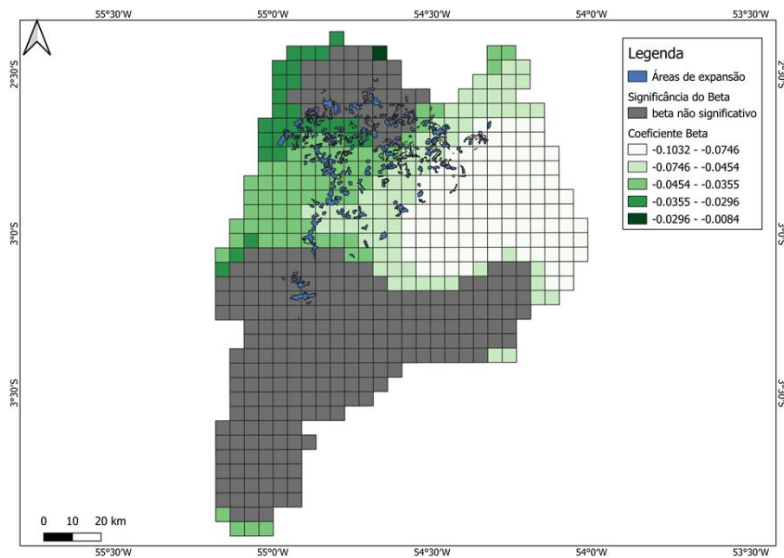 55°30'W 55°0'W 54°30'W 54°0'W 53°30'W
2°30'S 2°30'S
3°0'S 3°0'S
3°30'S 3°30'S
Legenda
Áreas de expansão
Significância do Beta
beta não significativo
Coeficiente Beta
-0.1032 - -0.0746
-0.0746 - -0.0454
-0.0454 - -0.0355
-0.0355 - -0.0296
-0.0296 - -0.0084
0 10 20 km
55°30'W 55°0'W 54°30'W 54°0'W 53°30'W